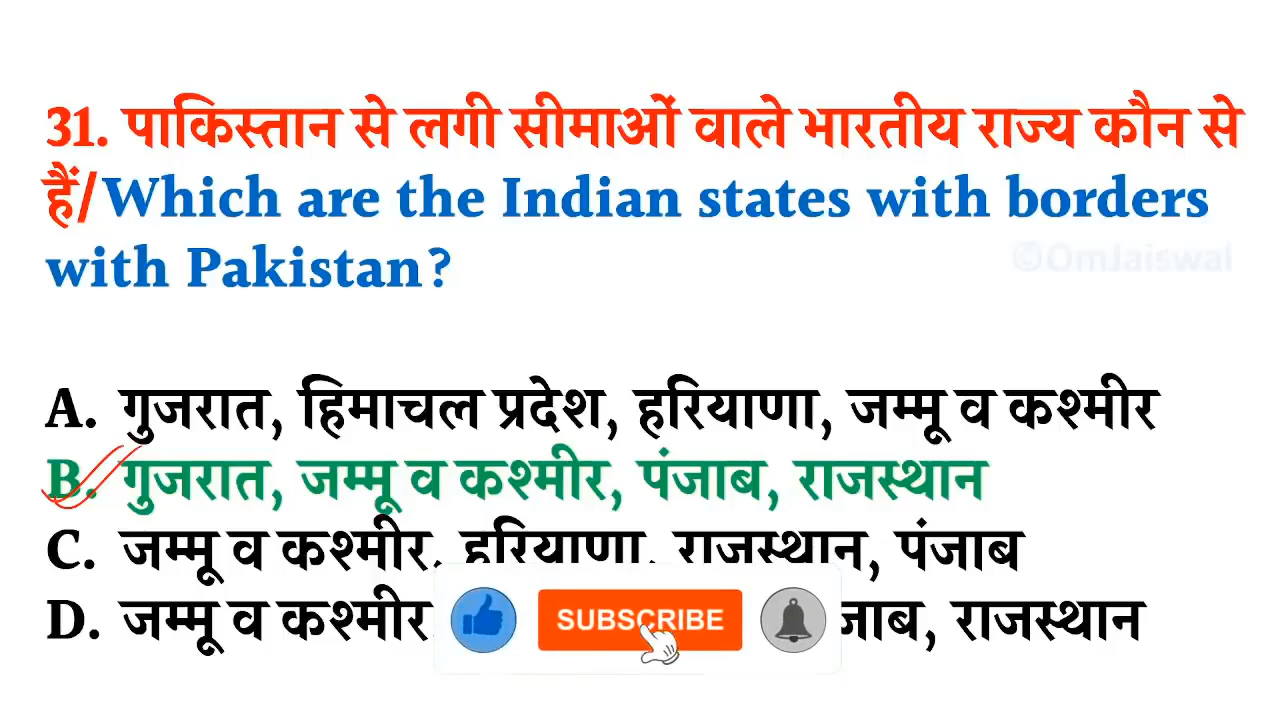 31. पाकिस्तान से लगी सीमाओं वाले भारतीय राज्य कौन से
हैं/Which are the Indian states with borders
with Pakistan?
©OmJaiswal
A. गुजरात, हिमाचल प्रदेश, हरियाणा, जम्मू व कश्मीर
B. गुजरात, जम्मू व कश्मीर, पंजाब, राजस्थान
C. जम्मू व कश्मीर, हरियाणा, राजस्थान, पंजाब
D. जम्मू व कश्मीर, राजस्थान
SUBSCRIBE